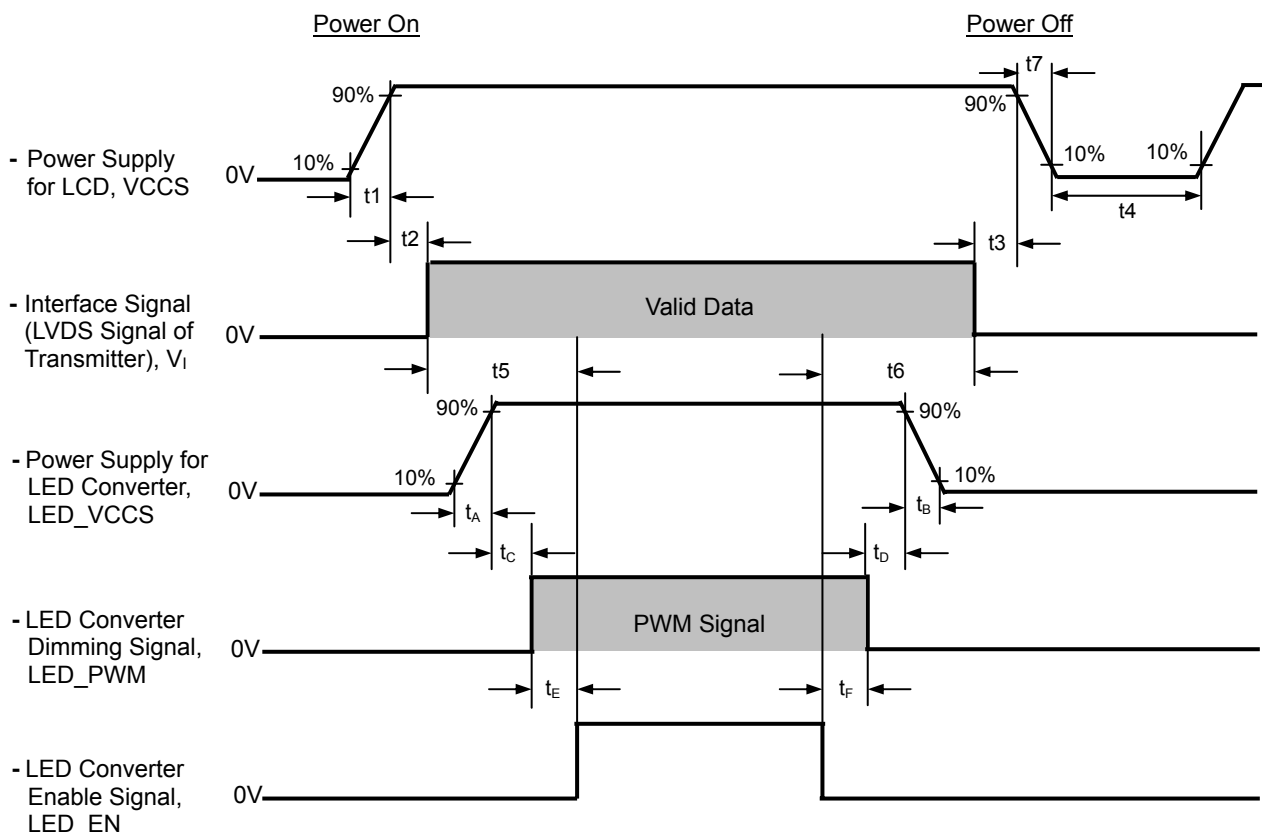 Power On
Power Off
t7
90%
90%
10%
10%
10%
- Power Supply
for LCD, VCCS
0V
t1
t4
t2
t3
- Interface Signal
(LVDS Signal of
Transmitter), VI
0V
Valid Data
t5
t6
90%
90%
- Power Supply for
LED Converter,
LED_VCCS
0V
10%
10%
tA
tB
tC
tD
- LED Converter
Dimming Signal,
LED_PWM
0V
PWM Signal
tE
tF
- LED Converter
Enable Signal,
LED_EN
0V